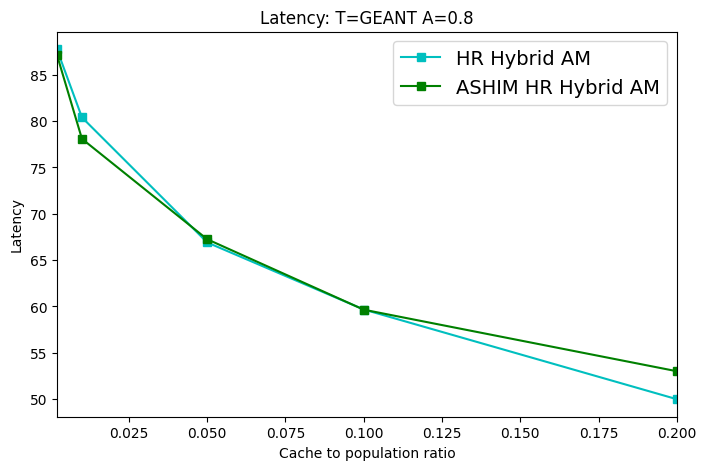 Latency: T=GEANT A=0.8
HR Hybrid AM
ASHIM HR Hybrid AM
Latency
85
80
75
70
65
60
55
50
0.025 0.050 0.075 0.100 0.125 0.150 0.175 0.200
Cache to population ratio